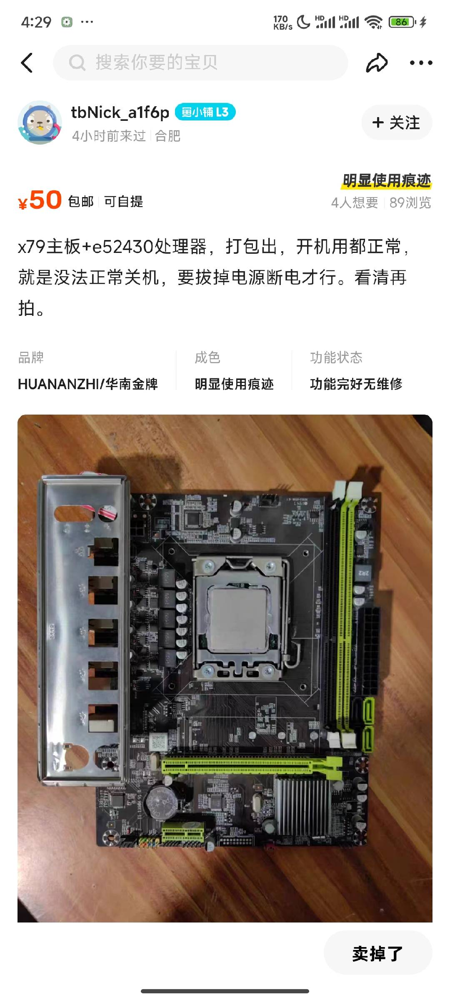 4:29
170 KB/s
HD HD
86
搜索你要的宝贝
tbNick_a1f6p 鱼小铺 L3
4小时前来过 合肥
+ 关注
明显使用痕迹
¥50 包邮 可自提
4人想要 89浏览
x79主板+e52430处理器，打包出，开机用都正常，
就是没法正常关机，要拔掉电源断电才行。看清再
拍。
品牌 成色 功能状态
HUANANZHI/华南金牌 明显使用痕迹 功能完好无维修
2R2
卖掉了